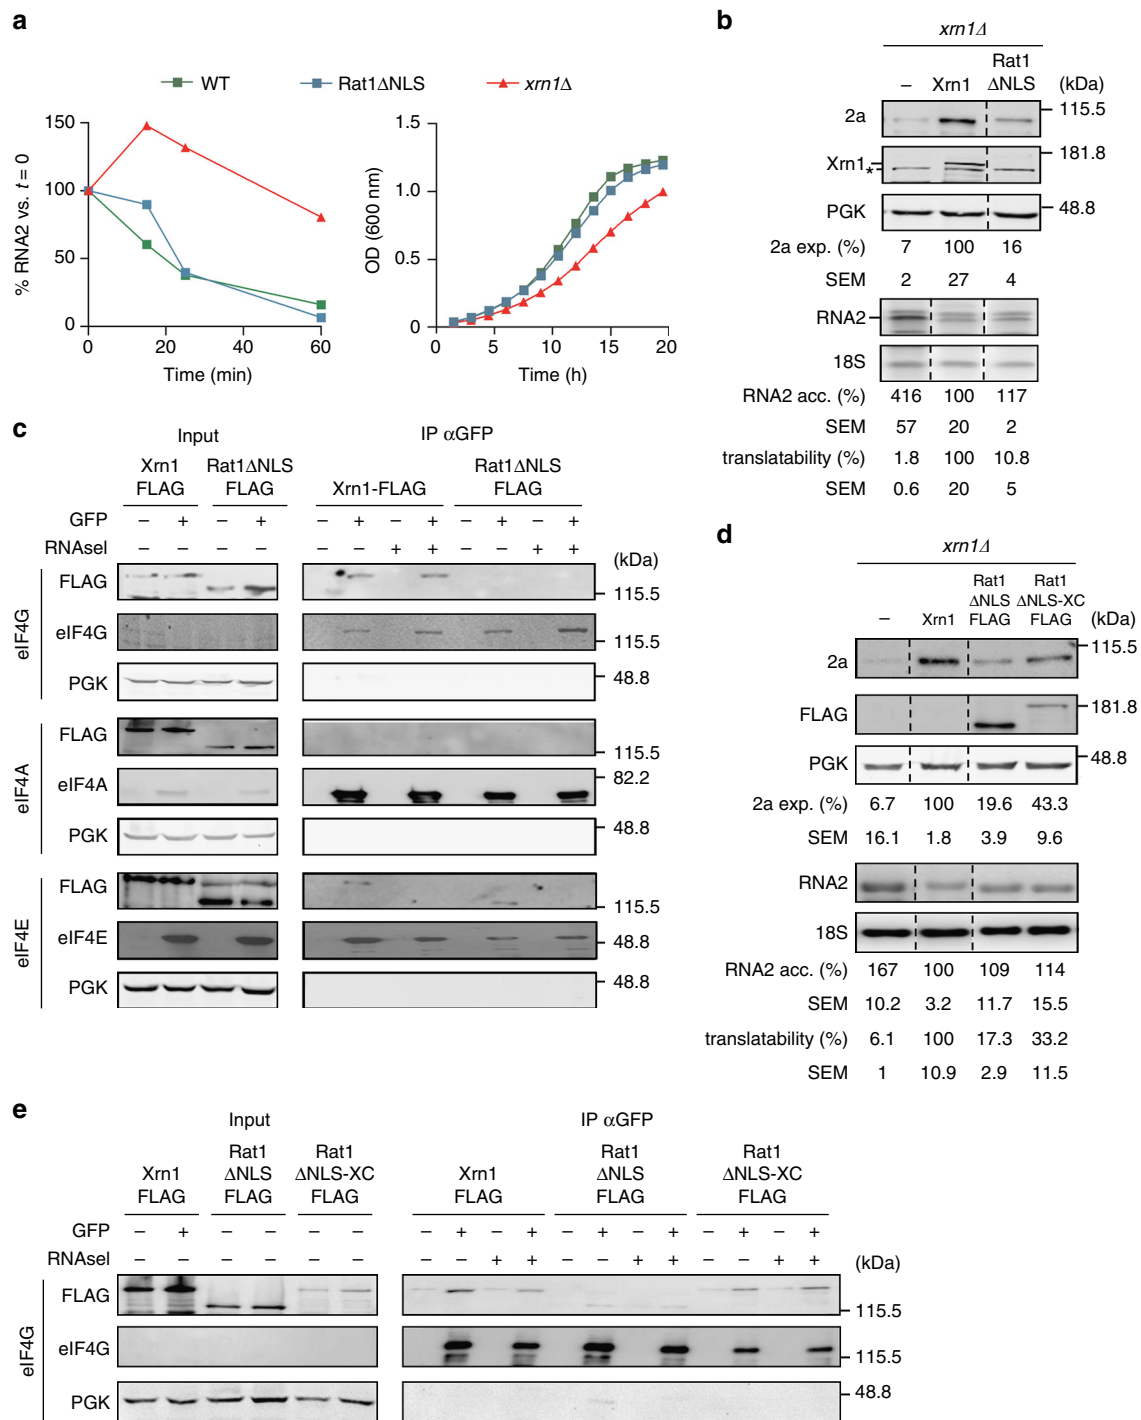 a
WT
Rat1ΔNLS
xrn1Δ
% RNA2 vs. t = 0
150
100
50
0
0 20 40 60
Time (min)
OD (600 nm)
1.5
1.0
0.5
0
0 5 10 15 20
Time (h)
b
xrn1Δ
Rat1
– Xrn1 ΔNLS (kDa)
2a 115.5
Xrn1 181.8
*
PGK 48.8
2a exp. (%) 7 100 16
SEM 2 27 4
RNA2
18S
RNA2 acc. (%) 416 100 117
SEM 57 20 2
translatability (%) 1.8 100 10.8
SEM 0.6 20 5
c
Input IP αGFP
Xrn1 Rat1ΔNLS Rat1ΔNLS
FLAG FLAG Xrn1-FLAG FLAG
GFP – + – + – + – + – + – +
RNAseI – – – – – – + + – – + +
(kDa)
eIF4G
FLAG 115.5
eIF4G 115.5
PGK 48.8
eIF4A
FLAG 115.5
eIF4A 82.2
PGK 48.8
eIF4E
FLAG 115.5
eIF4E 48.8
PGK 48.8
d
xrn1Δ
Rat1 Rat1
ΔNLS ΔNLS-XC
– Xrn1 FLAG FLAG (kDa)
2a 115.5
FLAG 181.8
PGK 48.8
2a exp. (%) 6.7 100 19.6 43.3
SEM 16.1 1.8 3.9 9.6
RNA2
18S
RNA2 acc. (%) 167 100 109 114
SEM 10.2 3.2 11.7 15.5
translatability (%) 6.1 100 17.3 33.2
SEM 1 10.9 2.9 11.5
e
Input IP αGFP
Rat1 Rat1 Rat1 Rat1
Xrn1 ΔNLS ΔNLS-XC Xrn1 ΔNLS ΔNLS-XC
FLAG FLAG FLAG FLAG FLAG FLAG
GFP – + – – – – – + – + – + – + – + – +
RNAseI – – – – – – – – + + – – + + – – + +
(kDa)
eIF4G
FLAG 115.5
eIF4G 115.5
PGK 48.8